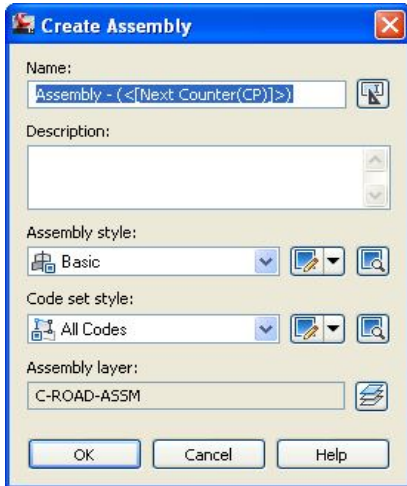 Create Assembly
Name:
Assembly - (<[Next Counter(CP)]>)
Description:
Assembly style:
Basic
Code set style:
All Codes
Assembly layer:
C-ROAD-ASSM
OK Cancel Help